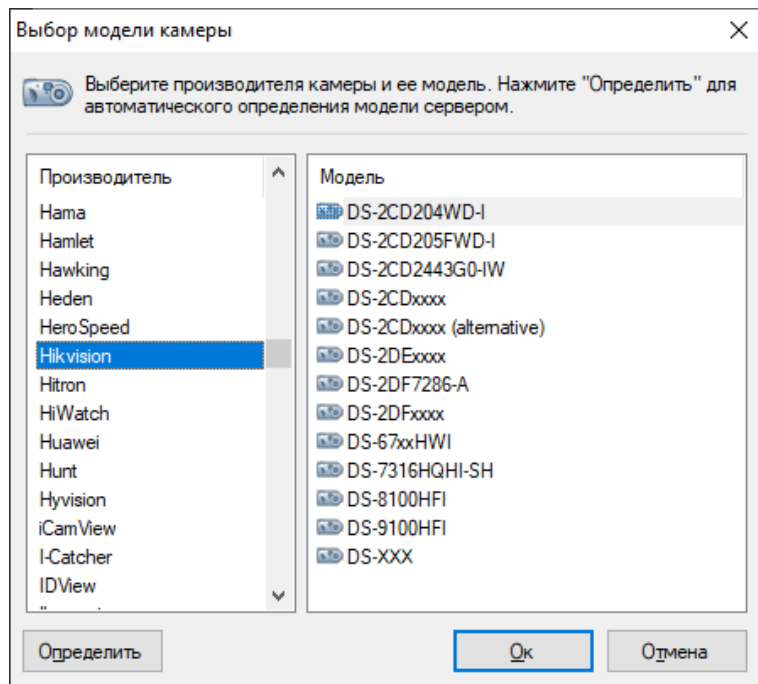 Выбор модели камеры
Выберите производителя камеры и ее модель. Нажмите "Определить" для
автоматического определения модели сервером.
Производитель
Hama
Hamlet
Hawking
Heden
HeroSpeed
Hikvision
Hitron
HiWatch
Huawei
Hunt
Hyvision
iCamView
I-Catcher
IDView
Модель
DS-2CD204WD-I
DS-2CD205FWD-I
DS-2CD2443G0-IW
DS-2CDxxxx
DS-2CDxxxx (alternative)
DS-2DExxxx
DS-2DF7286-A
DS-2DFxxxx
DS-67xxHWI
DS-7316HQHI-SH
DS-8100HFI
DS-9100HFI
DS-XXX
Определить
Ок
Отмена